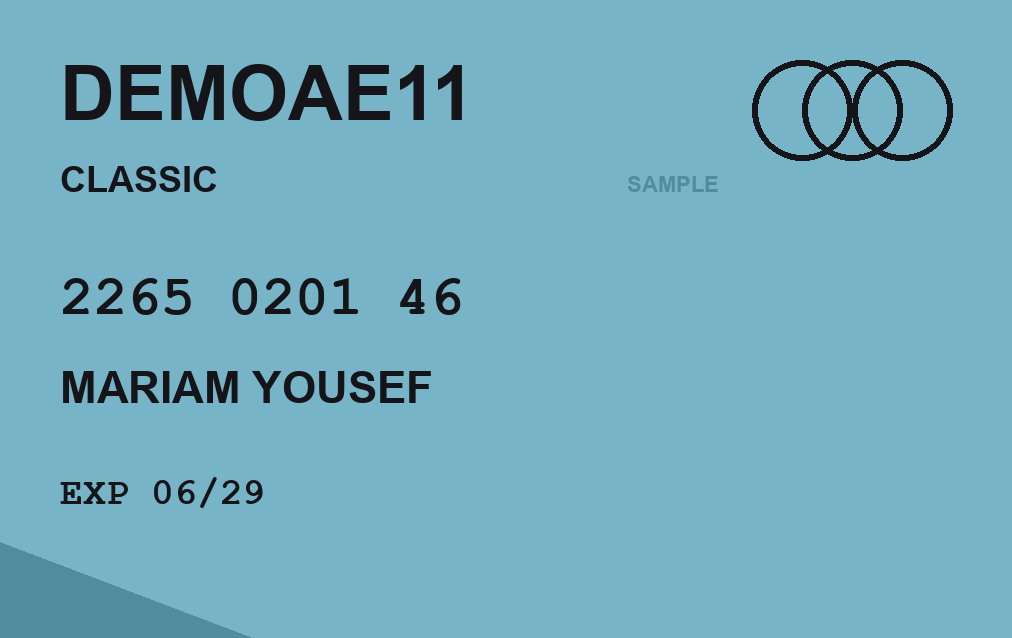 DEMOAE11
CLASSIC
SAMPLE
2265 0201 46
MARIAM YOUSEF
EXP 06/29